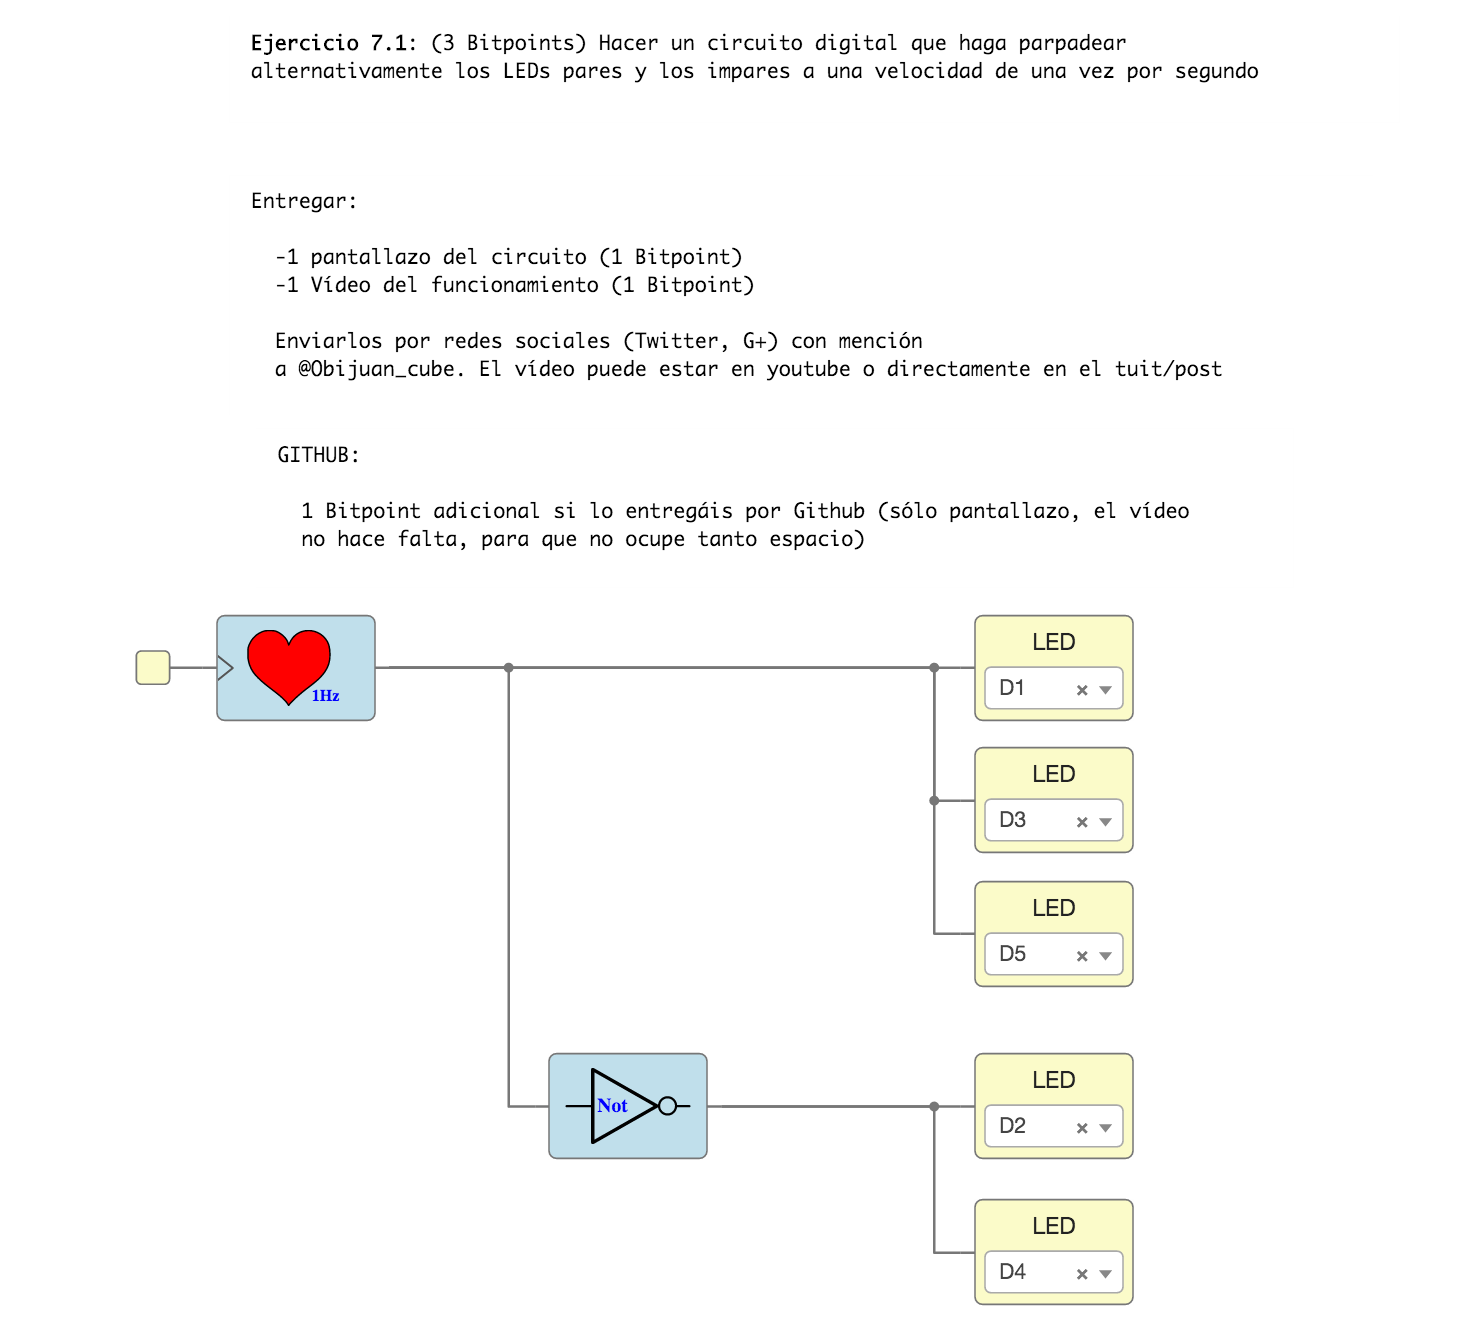 Ejercicio 7.1: (3 Bitpoints) Hacer un circuito digital que haga parpadear
alternativamente los LEDs pares y los impares a una velocidad de una vez por segundo
Entregar:
-1 pantallazo del circuito (1 Bitpoint)
-1 Vídeo del funcionamiento (1 Bitpoint)
Enviarlos por redes sociales (Twitter, G+) con mención
a @Obijuan_cube. El vídeo puede estar en youtube o directamente en el tuit/post
GITHUB:
1 Bitpoint adicional si lo entregáis por Github (sólo pantallazo, el vídeo
no hace falta, para que no ocupe tanto espacio)
1Hz
LED
D1
LED
D3
LED
D5
Not
LED
D2
LED
D4